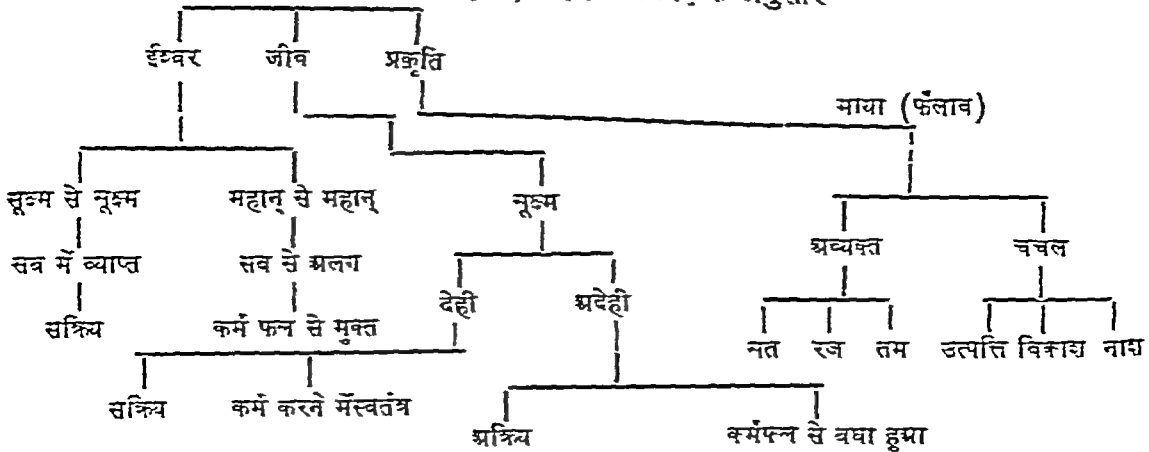 अनुसार
ईश्वर जीव प्रकृति
माया (फैलाव)
सूक्ष्म से सूक्ष्म महान् से महान् सूक्ष्म
अव्यक्त चचल
सब में व्याप्त सब से अलग
देही अदेही
सक्रिय कर्म फल से मुक्त
सत रज तम उत्पत्ति विकाश नाश
सक्रिय कर्म करने मेंस्वतंत्र
अक्रिय कर्मफल से बधा हुआ